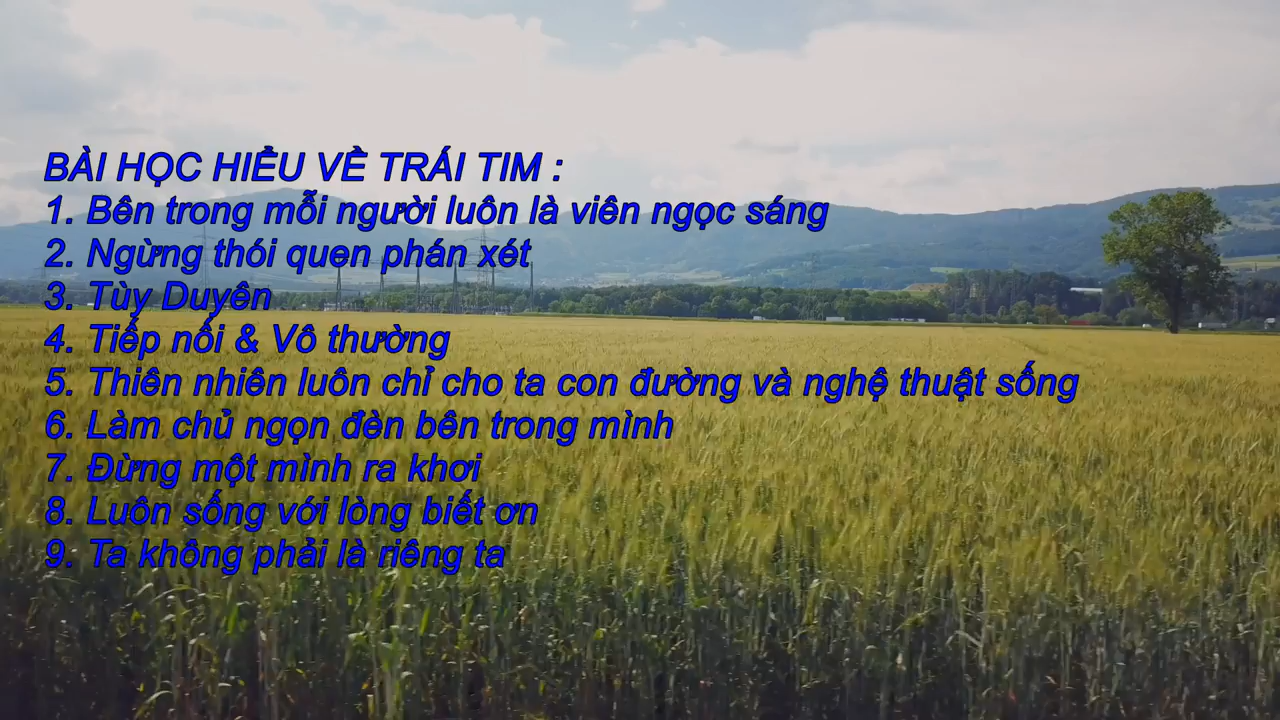 BÀI HỌC HIỂU VỀ TRÁI TIM :
1. Bên trong mỗi người luôn là viên ngọc sáng
2. Ngừng thói quen phán xét
3. Tùy Duyên
4. Tiếp nối & Vô thường
5. Thiên nhiên luôn chỉ cho ta con đường và nghệ thuật sống
6. Làm chủ ngọn đèn bên trong mình
7. Đừng một mình ra khơi
8. Luôn sống với lòng biết ơn
9. Ta không phải là riêng ta